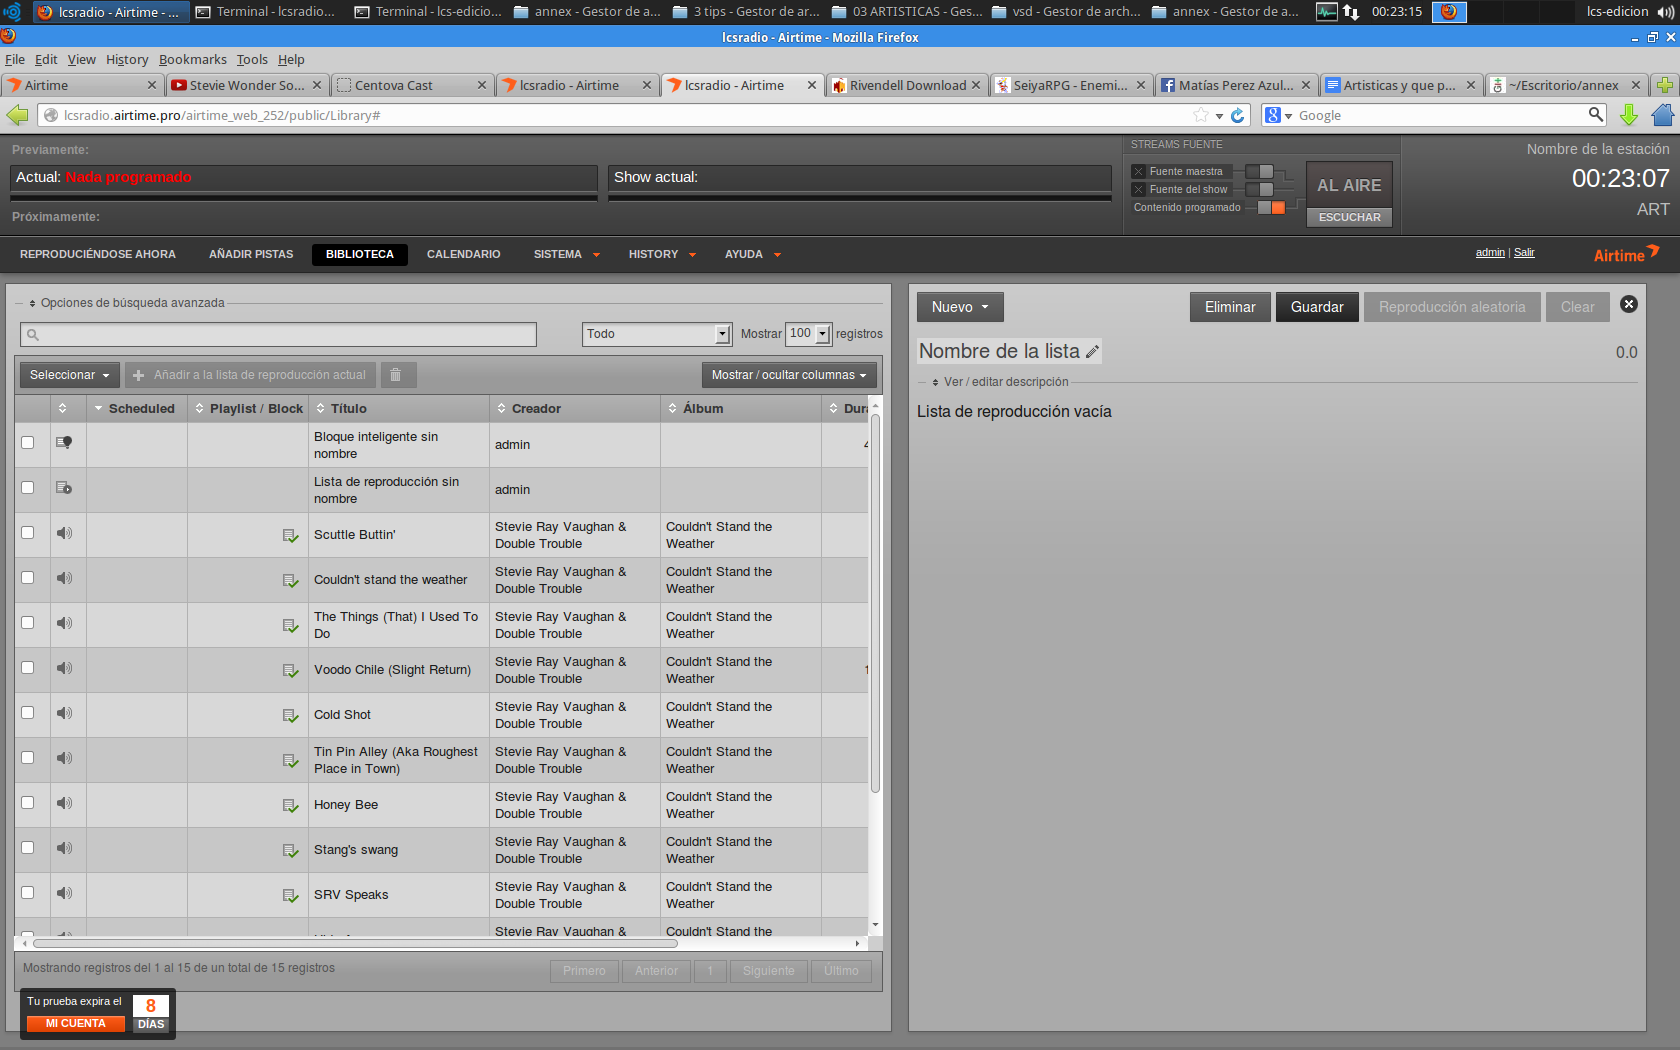 lcsradio - Airtime - ...
Terminal - lcsradio...
Terminal - lcs-edicio...
annex - Gestor de a...
3 tips - Gestor de ar...
03 ARTISTICAS - Ges...
vsd - Gestor de arch...
annex - Gestor de a...
00:23:15
lcs-edicion
lcsradio - Airtime - Mozilla Firefox
File Edit View History Bookmarks Tools Help
Airtime
Stevie Wonder So...
Centova Cast
lcsradio - Airtime
lcsradio - Airtime
Rivendell Download
SeiyaRPG - Enemi...
Matías Perez Azul...
Artisticas y que p...
~/Escritorio/annex
lcsradio.airtime.pro/airtime_web_252/public/Library#
Google
Previamente:
Actual: Nada programado
Show actual:
Próximamente:
STREAMS FUENTE
Fuente maestra
Fuente del show
Contenido programado
AL AIRE
ESCUCHAR
Nombre de la estación
00:23:07
ART
REPRODUCIÉNDOSE AHORA
AÑADIR PISTAS
BIBLIOTECA
CALENDARIO
SISTEMA
HISTORY
AYUDA
admin | Salir
Airtime
Opciones de búsqueda avanzada
Todo
Mostrar 100 registros
Seleccionar
Añadir a la lista de reproducción actual
Mostrar / ocultar columnas
Scheduled Playlist / Block Título Creador Álbum Dura
Bloque inteligente sin nombre admin 4
Lista de reproducción sin nombre admin
Scuttle Buttin' Stevie Ray Vaughan & Double Trouble Couldn't Stand the Weather
Couldn't stand the weather Stevie Ray Vaughan & Double Trouble Couldn't Stand the Weather
The Things (That) I Used To Do Stevie Ray Vaughan & Double Trouble Couldn't Stand the Weather
Voodo Chile (Slight Return) Stevie Ray Vaughan & Double Trouble Couldn't Stand the Weather 1
Cold Shot Stevie Ray Vaughan & Double Trouble Couldn't Stand the Weather
Tin Pin Alley (Aka Roughest Place in Town) Stevie Ray Vaughan & Double Trouble Couldn't Stand the Weather
Honey Bee Stevie Ray Vaughan & Double Trouble Couldn't Stand the Weather
Stang's swang Stevie Ray Vaughan & Double Trouble Couldn't Stand the Weather
SRV Speaks Stevie Ray Vaughan & Double Trouble Couldn't Stand the Weather
Stevie Ray Vaughan & Couldn't Stand the
Mostrando registros del 1 al 15 de un total de 15 registros
Primero Anterior 1 Siguiente Último
Tu prueba expira el
MI CUENTA
8
DÍAS
Nuevo
Eliminar
Guardar
Reproducción aleatoria
Clear
Nombre de la lista
0.0
Ver / editar descripción
Lista de reproducción vacía